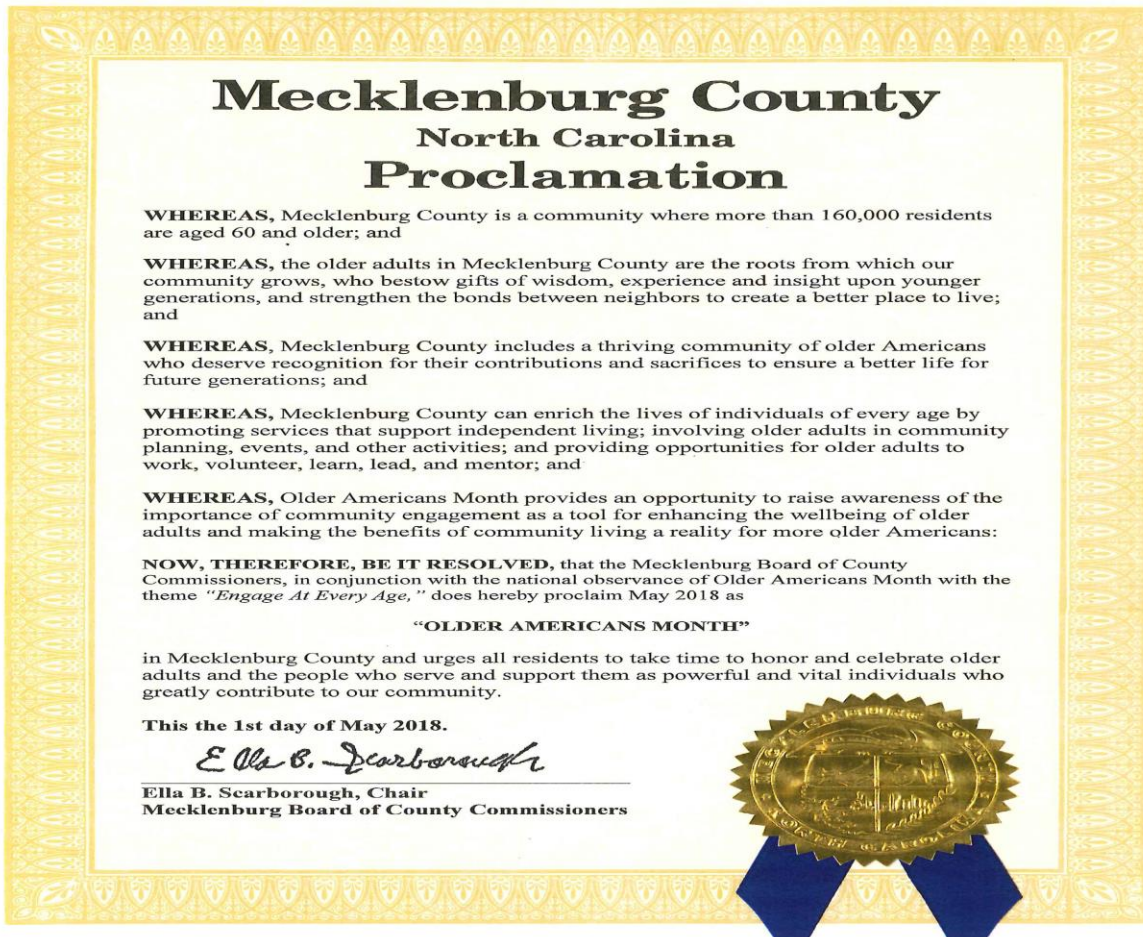 Mecklenburg County
North Carolina
Proclamation
WHEREAS, Mecklenburg County is a community where more than 160,000 residents
are aged 60 and older; and
WHEREAS, the older adults in Mecklenburg County are the roots from which our
community grows, who bestow gifts of wisdom, experience and insight upon younger
generations, and strengthen the bonds between neighbors to create a better place to live;
and
WHEREAS, Mecklenburg County includes a thriving community of older Americans
who deserve recognition for their contributions and sacrifices to ensure a better life for
future generations; and
WHEREAS, Mecklenburg County can enrich the lives of individuals of every age by
promoting services that support independent living; involving older adults in community
planning, events, and other activities; and providing opportunities for older adults to
work, volunteer, learn, lead, and mentor; and
WHEREAS, Older Americans Month provides an opportunity to raise awareness of the
importance of community engagement as a tool for enhancing the wellbeing of older
adults and making the benefits of community living a reality for more older Americans:
NOW, THEREFORE, BE IT RESOLVED, that the Mecklenburg Board of County
Commissioners, in conjunction with the national observance of Older Americans Month with the
theme "Engage At Every Age," does hereby proclaim May 2018 as
“OLDER AMERICANS MONTH”
in Mecklenburg County and urges all residents to take time to honor and celebrate older
adults and the people who serve and support them as powerful and vital individuals who
greatly contribute to our community.
This the 1st day of May 2018.
Ella B. Scarborough
Ella B. Scarborough, Chair
Mecklenburg Board of County Commissioners
MECKLENBURG COUNTY
NORTH CAROLINA